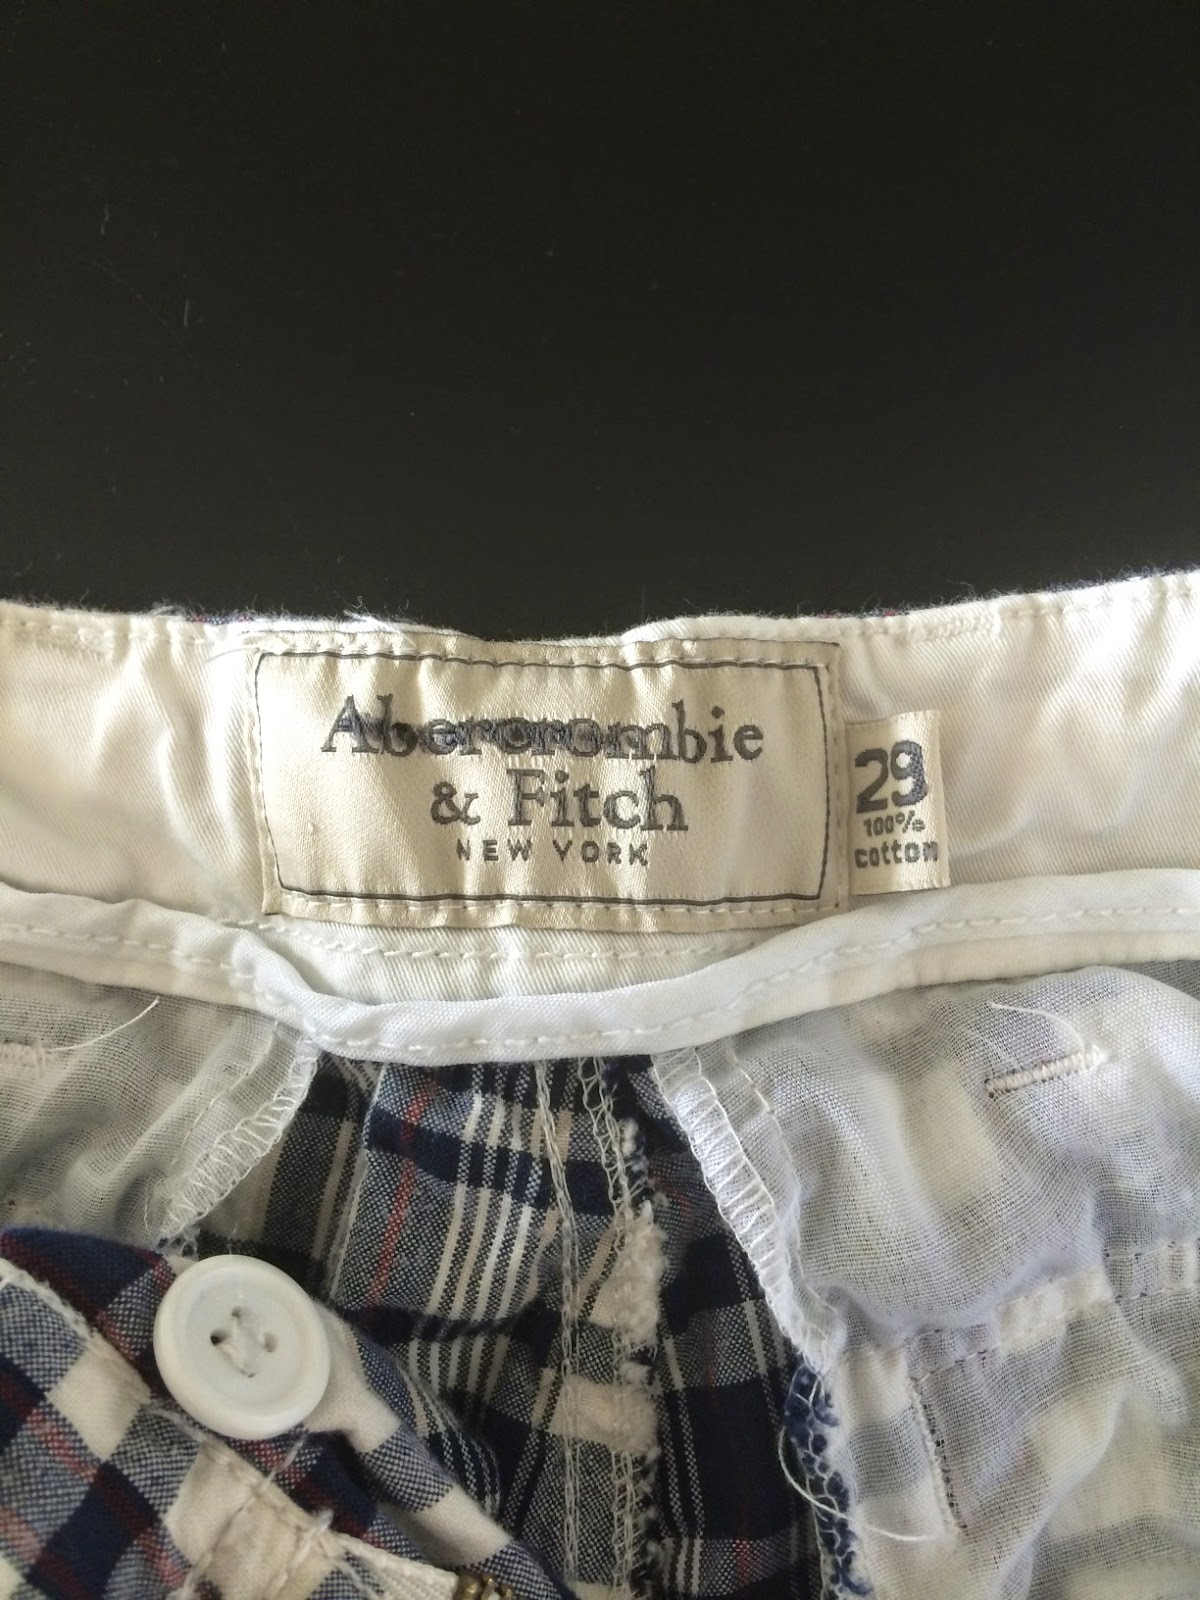 Abercrombie
& Fitch
NEW YORK
29
100%
cotton